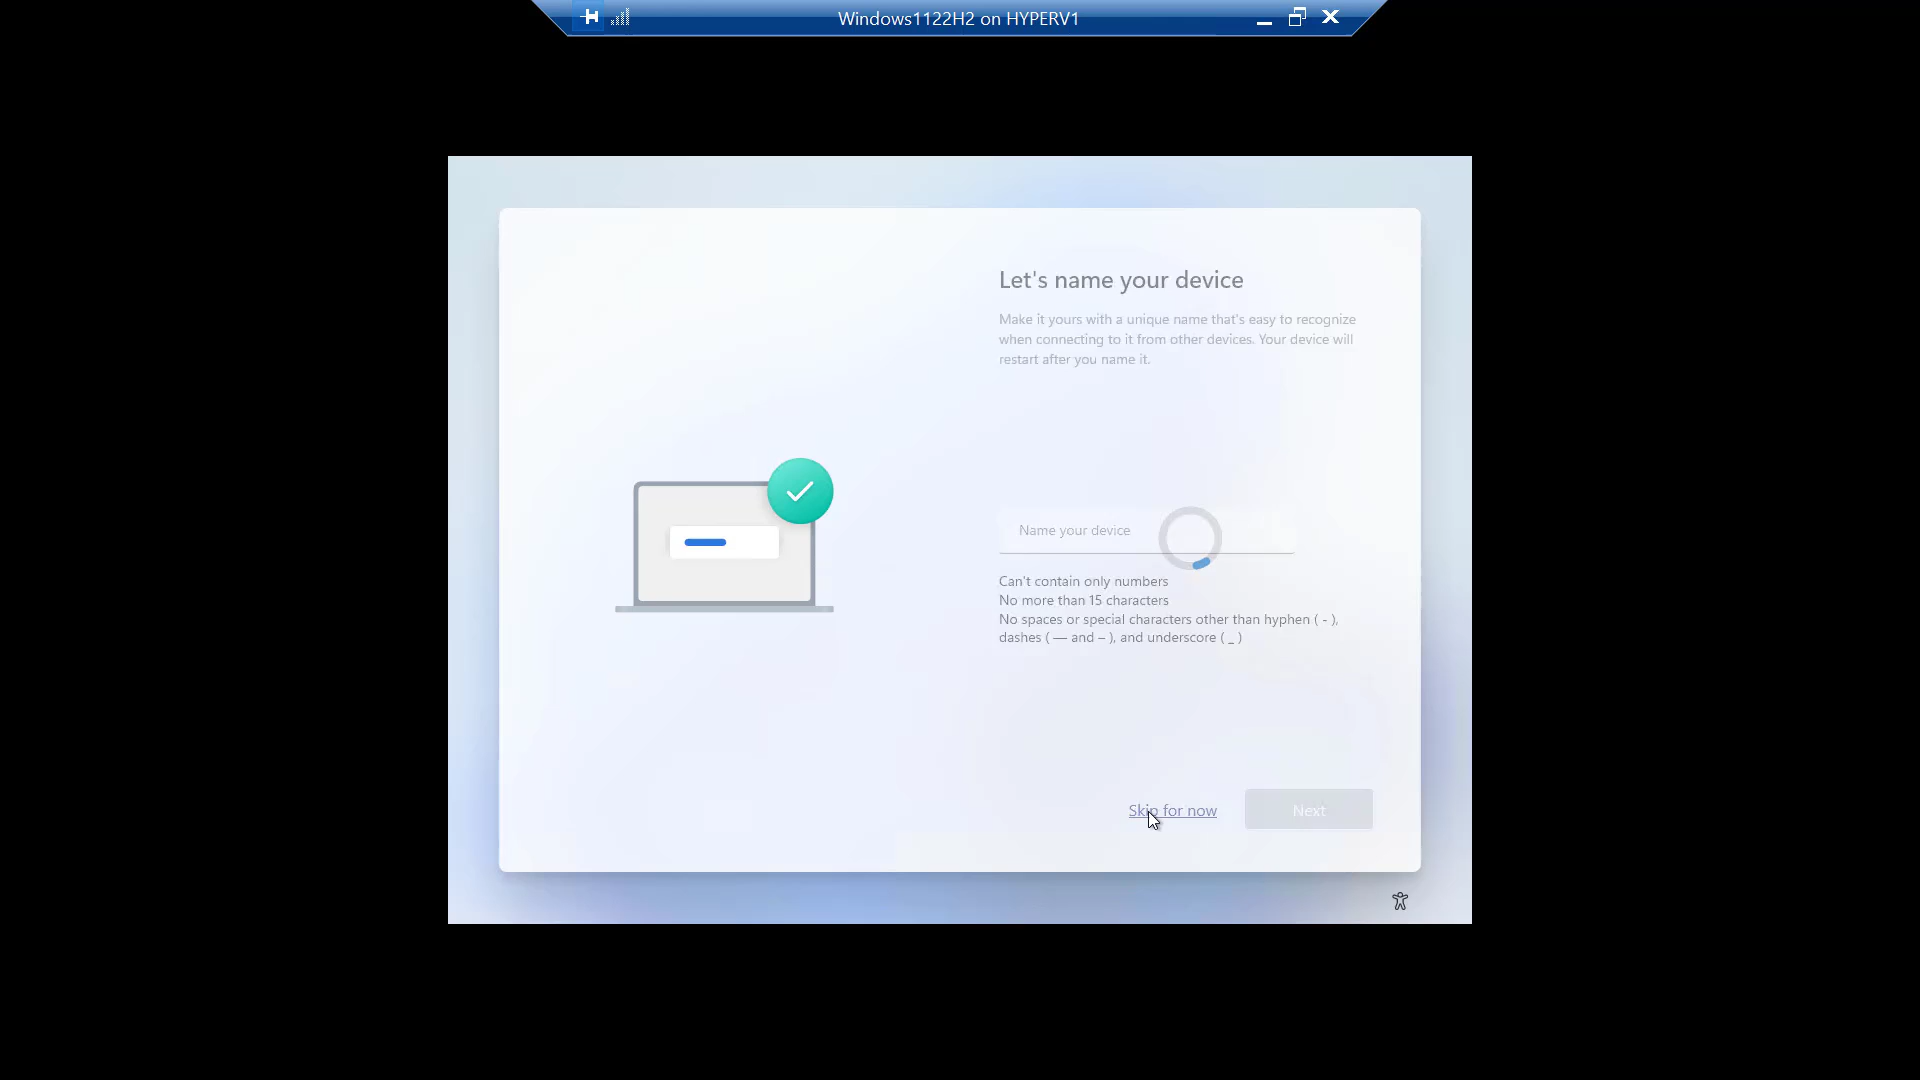 Windows1122H2 on HYPERV1
Let's name your device
Make it yours with a unique name that's easy to recognize
when connecting to it from other devices. Your device will
restart after you name it.
Name your device
Can't contain only numbers
No more than 15 characters
No spaces or special characters other than hyphen ( - ),
dashes ( — and – ), and underscore ( _ )
Skip for now
Next